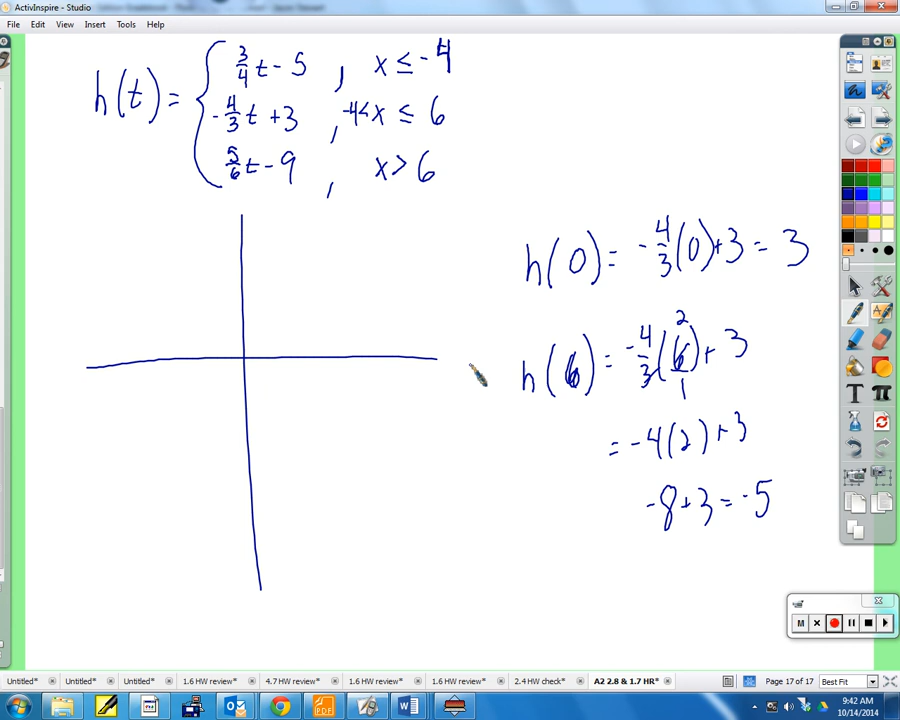 ActivInspire - Studio
File Edit View Insert Tools Help
h(t) = { 3/4 t - 5 , x ≤ -4
-4/3 t + 3 , -4 < x ≤ 6
5/6 t - 9 , x > 6
h(0) = -4/3 (0) + 3 = 3
h(6) = -4/3 (6) + 3
2
1
= -4(2) + 3
-8 + 3 = -5
M
Untitled* Untitled* Untitled* 1.6 HW review* 4.7 HW review* 1.6 HW review* 1.6 HW review* 2.4 HW check* A2 2.8 & 1.7 HR* Page 17 of 17 Best Fit
PDF
9:42 AM
10/14/2014